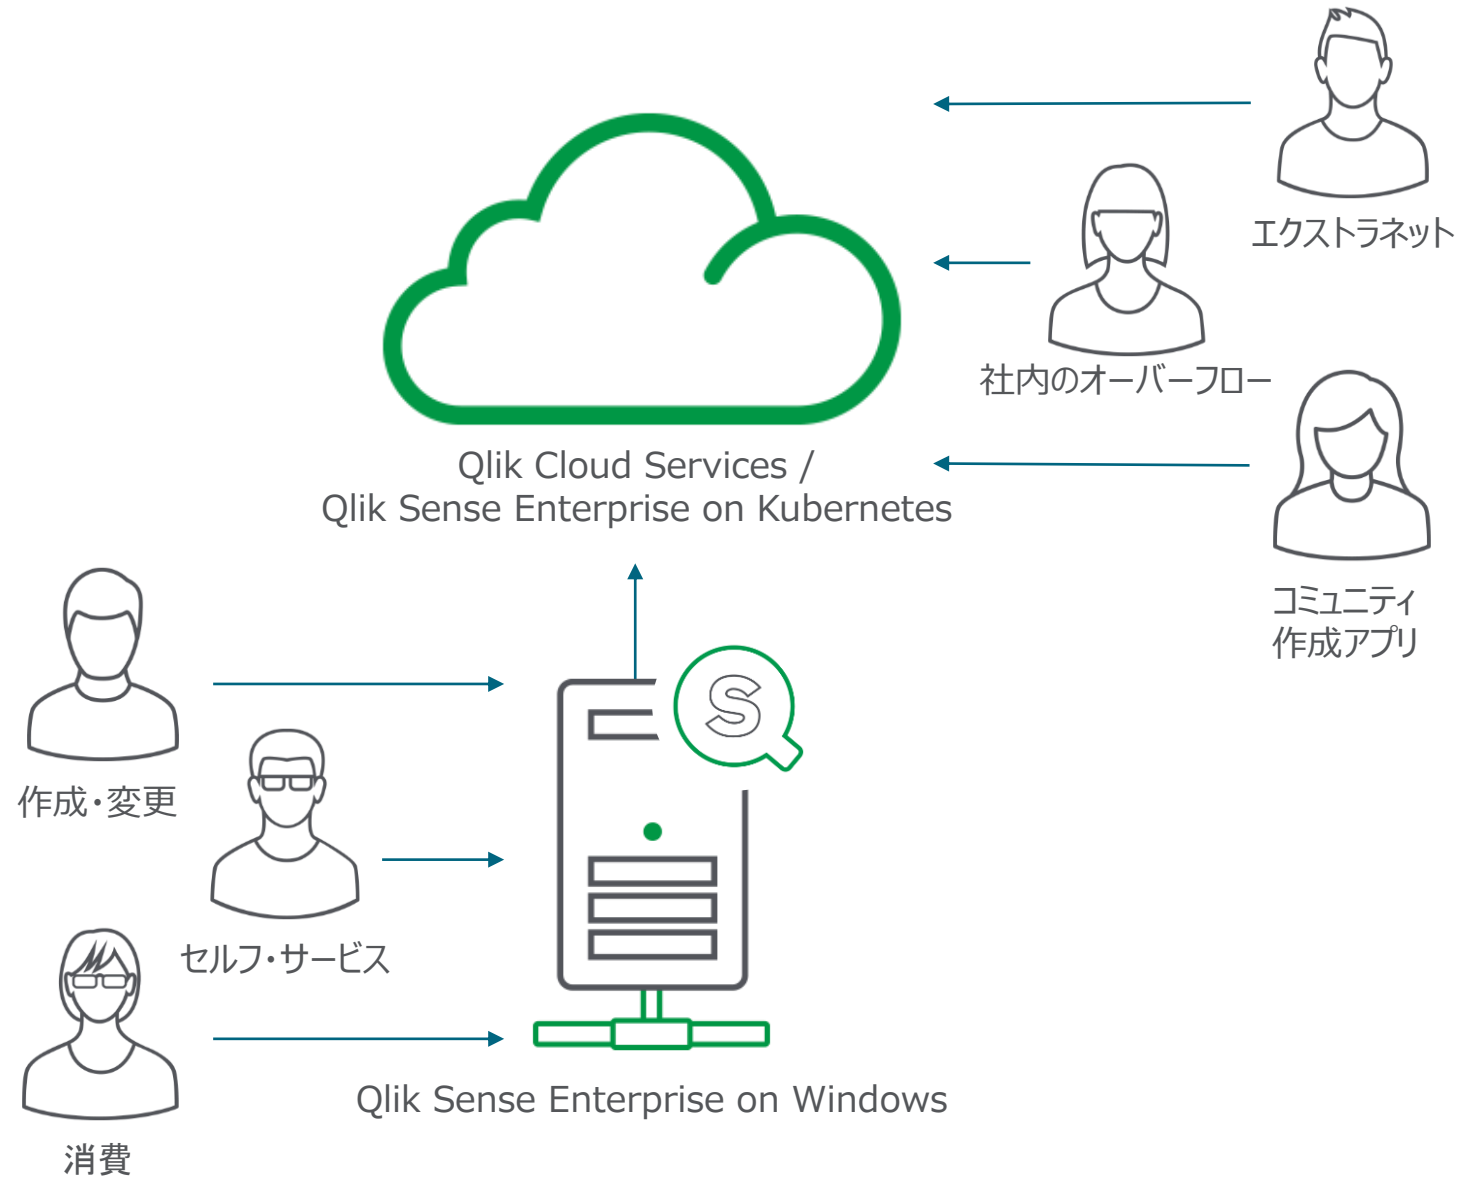 エクストラネット
社内のオーバーフロー
Qlik Cloud Services /
Qlik Sense Enterprise on Kubernetes
コミュニティ
作成アプリ
S
作成・変更
セルフ・サービス
Qlik Sense Enterprise on Windows
消費